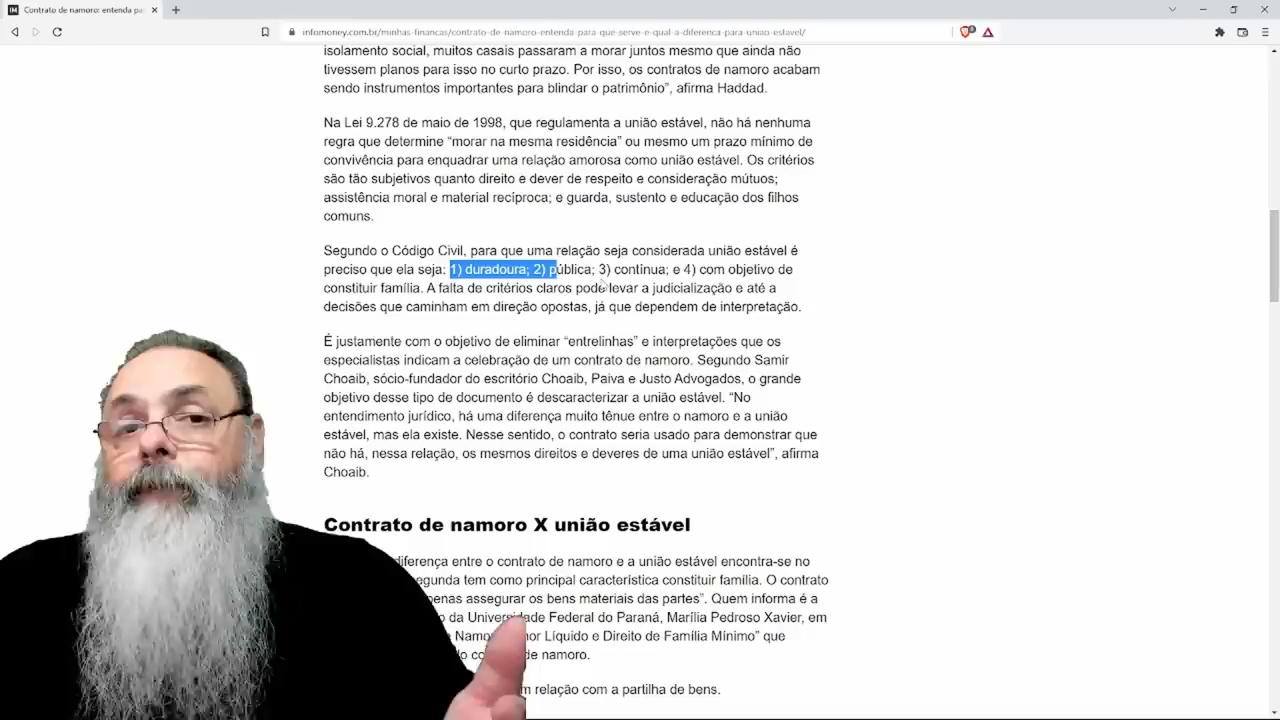 Contrato de namoro: entenda pa
infomoney.com.br/minhas-financas/contrato-de-namoro-entenda-para-que-serve-e-qual-a-diferenca-para-uniao-estavel/
isolamento social, muitos casais passaram a morar juntos mesmo que ainda não
tivessem planos para isso no curto prazo. Por isso, os contratos de namoro acabam
sendo instrumentos importantes para blindar o patrimônio”, afirma Haddad.
Na Lei 9.278 de maio de 1998, que regulamenta a união estável, não há nenhuma
regra que determine “morar na mesma residência” ou mesmo um prazo mínimo de
convivência para enquadrar uma relação amorosa como união estável. Os critérios
são tão subjetivos quanto direito e dever de respeito e consideração mútuos;
assistência moral e material recíproca; e guarda, sustento e educação dos filhos
comuns.
Segundo o Código Civil, para que uma relação seja considerada união estável é
preciso que ela seja: 1) duradoura; 2) pública; 3) contínua; e 4) com objetivo de
constituir família. A falta de critérios claros pode levar a judicialização e até a
decisões que caminham em direção opostas, já que dependem de interpretação.
É justamente com o objetivo de eliminar “entrelinhas” e interpretações que os
especialistas indicam a celebração de um contrato de namoro. Segundo Samir
Choaib, sócio-fundador do escritório Choaib, Paiva e Justo Advogados, o grande
objetivo desse tipo de documento é descaracterizar a união estável. “No
entendimento jurídico, há uma diferença muito tênue entre o namoro e a união
estável, mas ela existe. Nesse sentido, o contrato seria usado para demonstrar que
não há, nessa relação, os mesmos direitos e deveres de uma união estável”, afirma
Choaib.
Contrato de namoro X união estável
diferença entre o contrato de namoro e a união estável encontra-se no
segunda tem como principal característica constituir família. O contrato
penas assegurar os bens materiais das partes”. Quem informa é a
da Universidade Federal do Paraná, Marília Pedroso Xavier, em
Namoro Líquido e Direito de Família Mínimo” que
de namoro.
m relação com a partilha de bens.